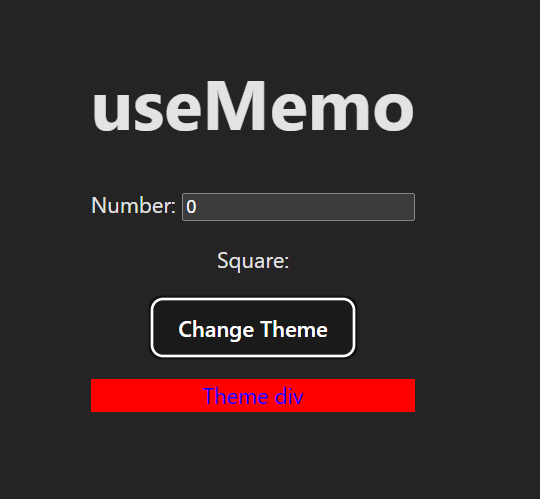 useMemo
Number: 0
Square:
Change Theme
Theme div